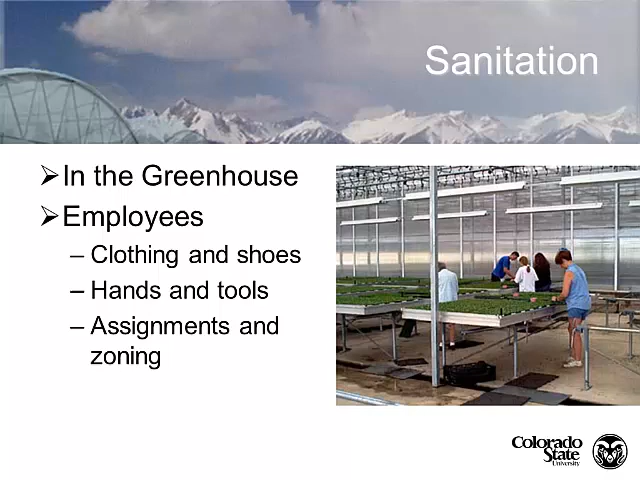 Sanitation
In the Greenhouse
Employees
– Clothing and shoes
– Hands and tools
– Assignments and
zoning
Colorado
State
University